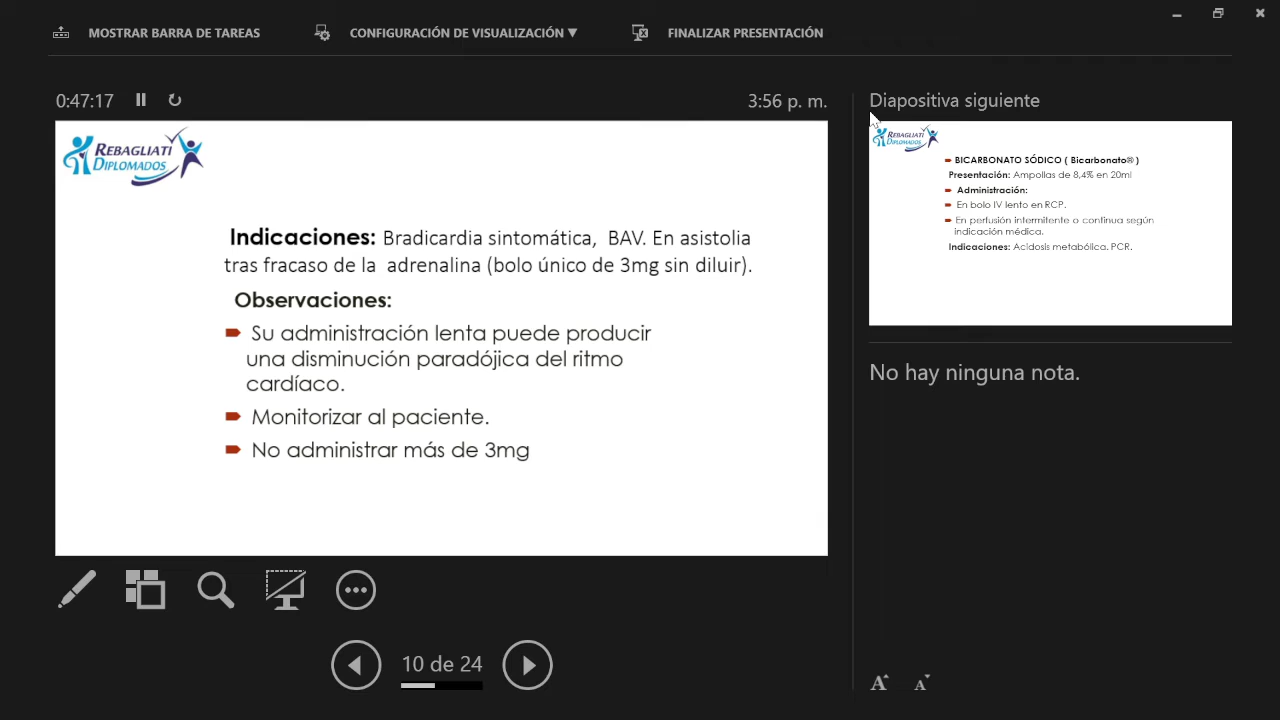 MOSTRAR BARRA DE TAREAS
CONFIGURACIÓN DE VISUALIZACIÓN ▼
FINALIZAR PRESENTACIÓN
0:47:17
3:56 p. m.
REBAGLIATI
DIPLOMADOS
Indicaciones: Bradicardia sintomática, BAV. En asistolia
tras fracaso de la adrenalina (bolo único de 3mg sin diluir).
Observaciones:
Su administración lenta puede producir
una disminución paradójica del ritmo
cardíaco.
Monitorizar al paciente.
No administrar más de 3mg
10 de 24
Diapositiva siguiente
REBAGLIATI
DIPLOMADOS
BICARBONATO SÓDICO ( Bicarbonato® )
Presentación: Ampollas de 8,4% en 20ml
Administración:
En bolo IV lento en RCP.
En perfusión intermitente o continua según
indicación médica.
Indicaciones: Acidosis metabólica. PCR.
No hay ninguna nota.
A A